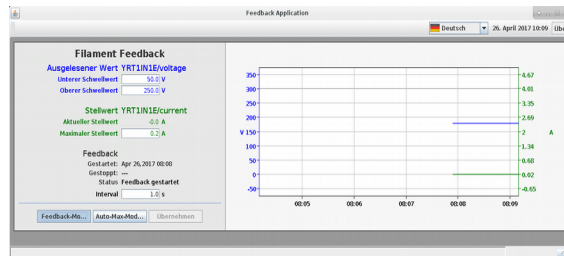 Feedback Application
Deutsch 26. April 2017 10:09 Übe
Filament Feedback
Ausgelesener Wert YRT1IN1E/voltage
Unterer Schwellwert 50.0 V
Oberer Schwellwert 250.0 V
Stellwert YRT1IN1E/current
Aktueller Stellwert -0.0 A
Maximaler Stellwert 0.2 A
Feedback
Gestartet: Apr 26, 2017 08:08
Gestoppt: ---
Status Feedback gestartet
Interval 1.0 s
Feedback-Mo... Auto-Max-Mod... Übernehmen
350 4.67
300 4.01
250 3.35
200 2.69
V 150 2 A
100 1.34
50 0.68
0 0.02
-50 -0.65
08:05 08:06 08:07 08:08 08:09